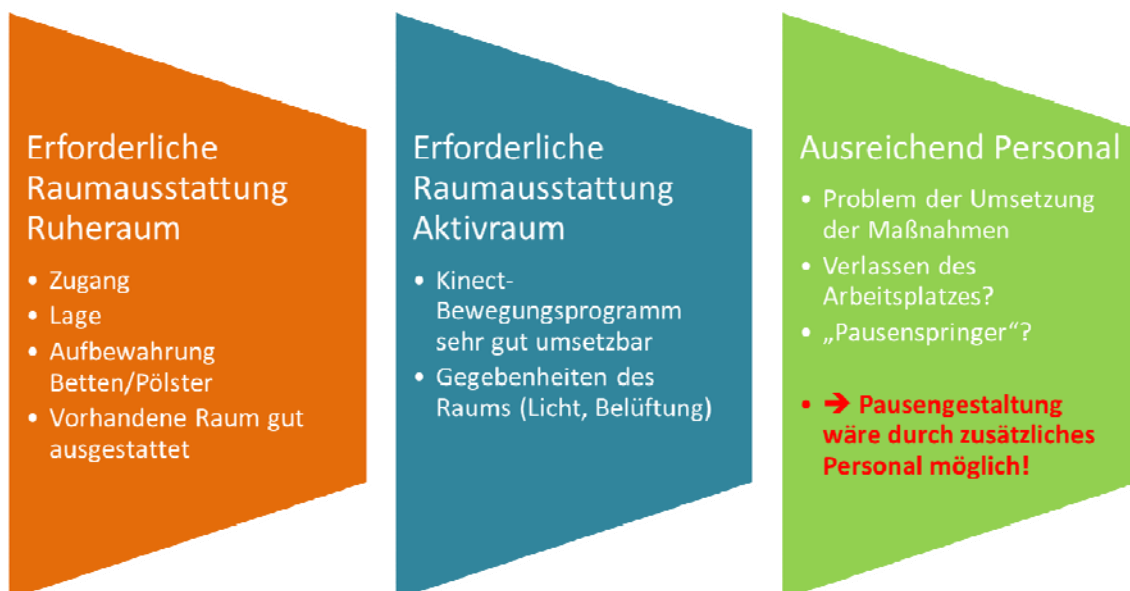 Erforderliche
Raumausstattung
Ruheraum
• Zugang
• Lage
• Aufbewahrung
Betten/Pölster
• Vorhandene Raum gut
ausgestattet
Erforderliche
Raumausstattung
Aktivraum
• Kinect-
Bewegungsprogramm
sehr gut umsetzbar
• Gegebenheiten des
Raums (Licht, Belüftung)
Ausreichend Personal
• Problem der Umsetzung
der Maßnahmen
• Verlassen des
Arbeitsplatzes?
• „Pausenspringer“?
• ➔ Pausengestaltung
wäre durch zusätzliches
Personal möglich!